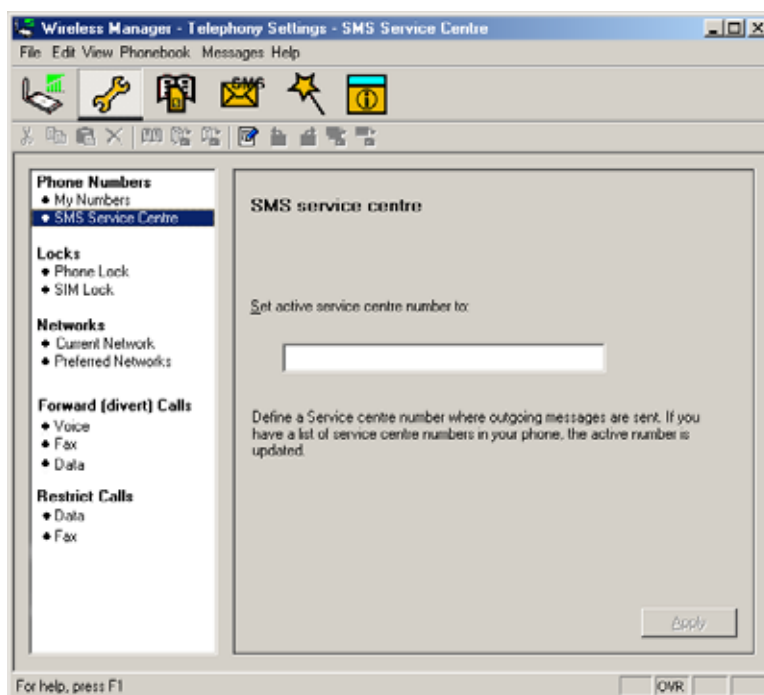 Wireless Manager - Telephony Settings - SMS Service Centre
File Edit View Phonebook Messages Help
SMS
Phone Numbers
My Numbers
SMS Service Centre
Locks
Phone Lock
SIM Lock
Networks
Current Network
Preferred Networks
Forward (divert) Calls
Voice
Fax
Data
Restrict Calls
Data
Fax
SMS service centre
Set active service centre number to:
Define a Service centre number where outgoing messages are sent. If you
have a list of service centre numbers in your phone, the active number is
updated.
Apply
For help, press F1
OVR